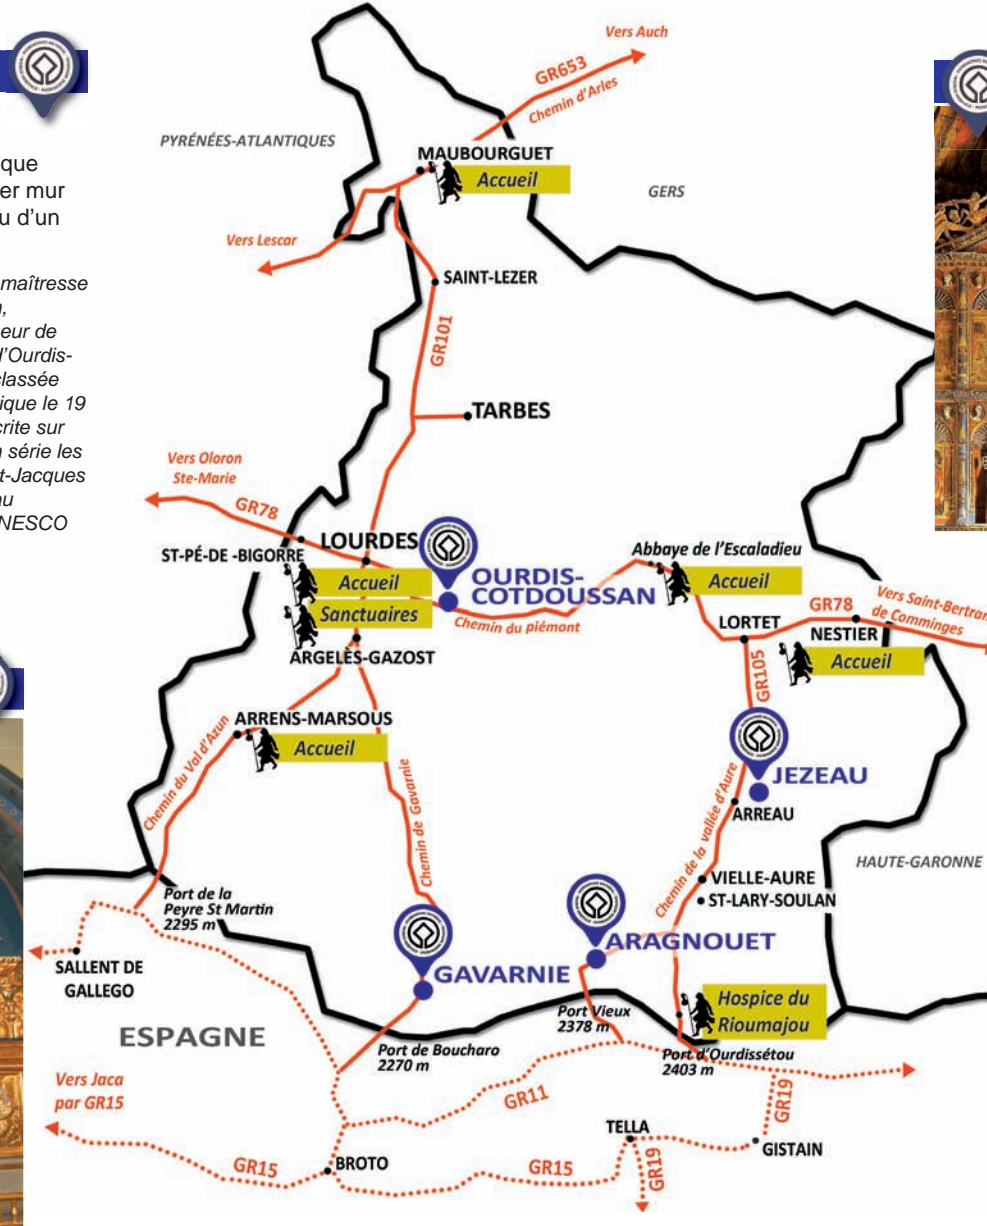 que
er mur
u d'un
maîtresse
eur de
d'Ourdis-
classée
ique le 19
crite sur
n série les
t-Jacques
au
NESCO
Vers Auch
GR653
Chemin d'Arles
PYRÉNÉES-ATLANTIQUES
MAUBOURGUET
Accueil
GERS
Vers Lescar
SAINT-LEZER
GR101
TARBES
Vers Oloron
Ste-Marie
GR78
LOURDES
ST-PÉ-DE -BIGORRE
Accueil
Sanctuaires
OURDIS-
COTDOUSSAN
Chemin du piémont
Abbaye de l'Escaladieu
Accueil
LORTET
GR78
Vers Saint-Bertran
de Comminges
NESTIER
Accueil
GR105
ARGELÈS-GAZOST
ARRENS-MARSOUS
Accueil
Chemin du Val d'Azun
Chemin de Gavarnie
JEZEAU
ARREAU
Chemin de la vallée d'Aure
HAUTE-GARONNE
VIELLE-AURE
ST-LARY-SOULAN
Port de la
Peyre St Martin
2295 m
ARAGNOUET
GAVARNIE
SALLENT DE
GALLEGO
Hospice du
Rioumajou
Port Vieux
2378 m
ESPAGNE
Port de Boucharo
2270 m
Port d'Ourdissétou
2403 m
Vers Jaca
par GR15
GR11
GR19
TELLA
GISTAIN
GR15
BROTO
GR15
GR19